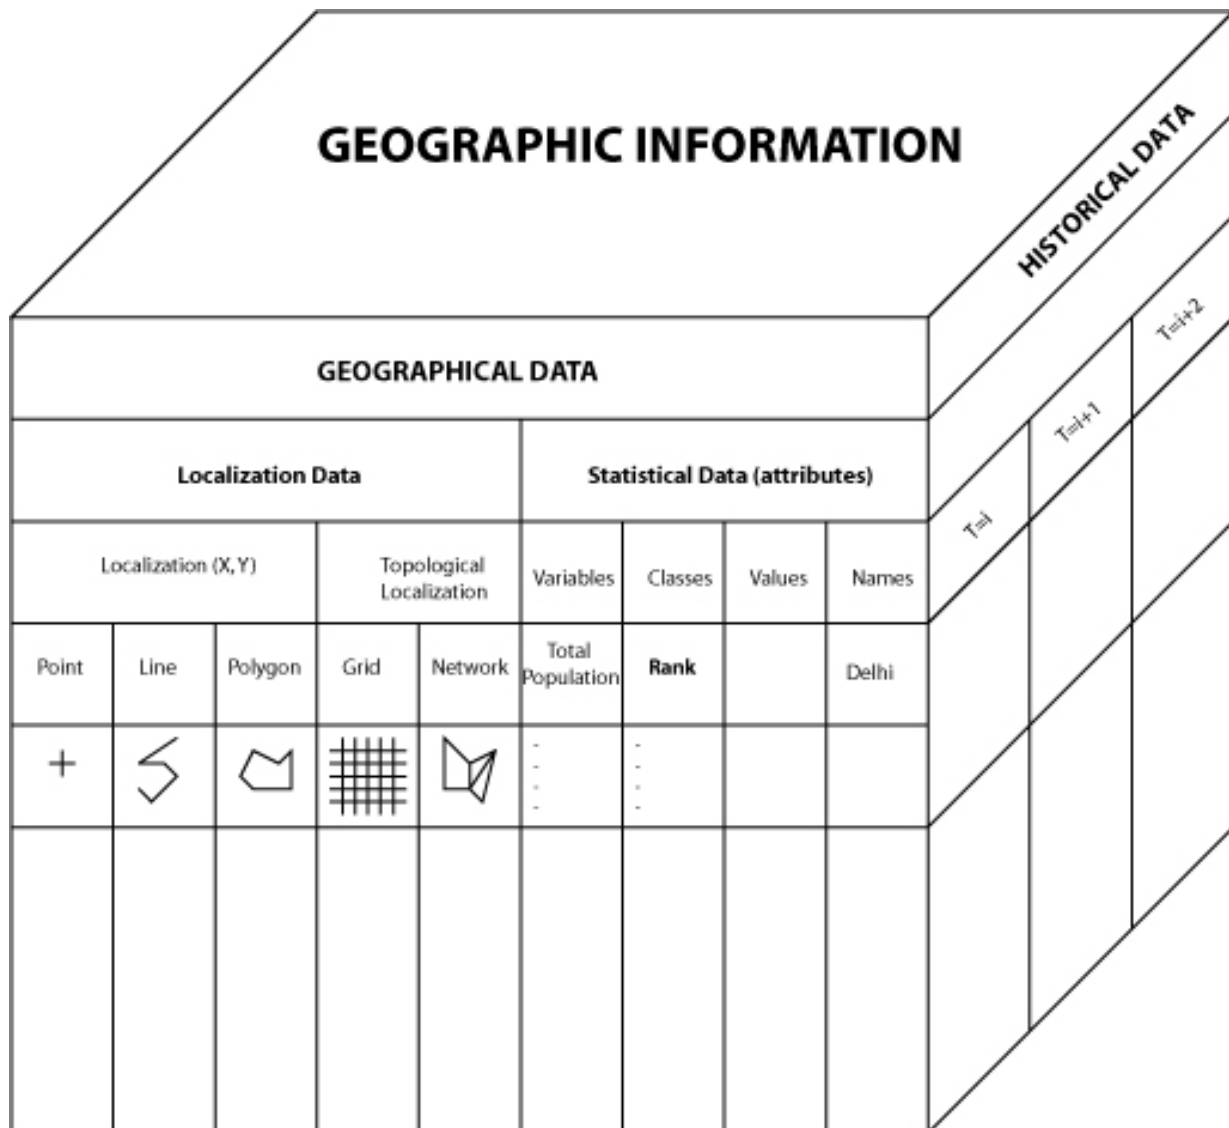 GEOGRAPHIC INFORMATION
HISTORICAL DATA
GEOGRAPHICAL DATA
Localization Data
Statistical Data (attributes)
T=i
T=i+1
T=i+2
Localization (X, Y)
Topological
Localization
Variables
Classes
Values
Names
Point
Line
Polygon
Grid
Network
Total
Population
Rank
Delhi